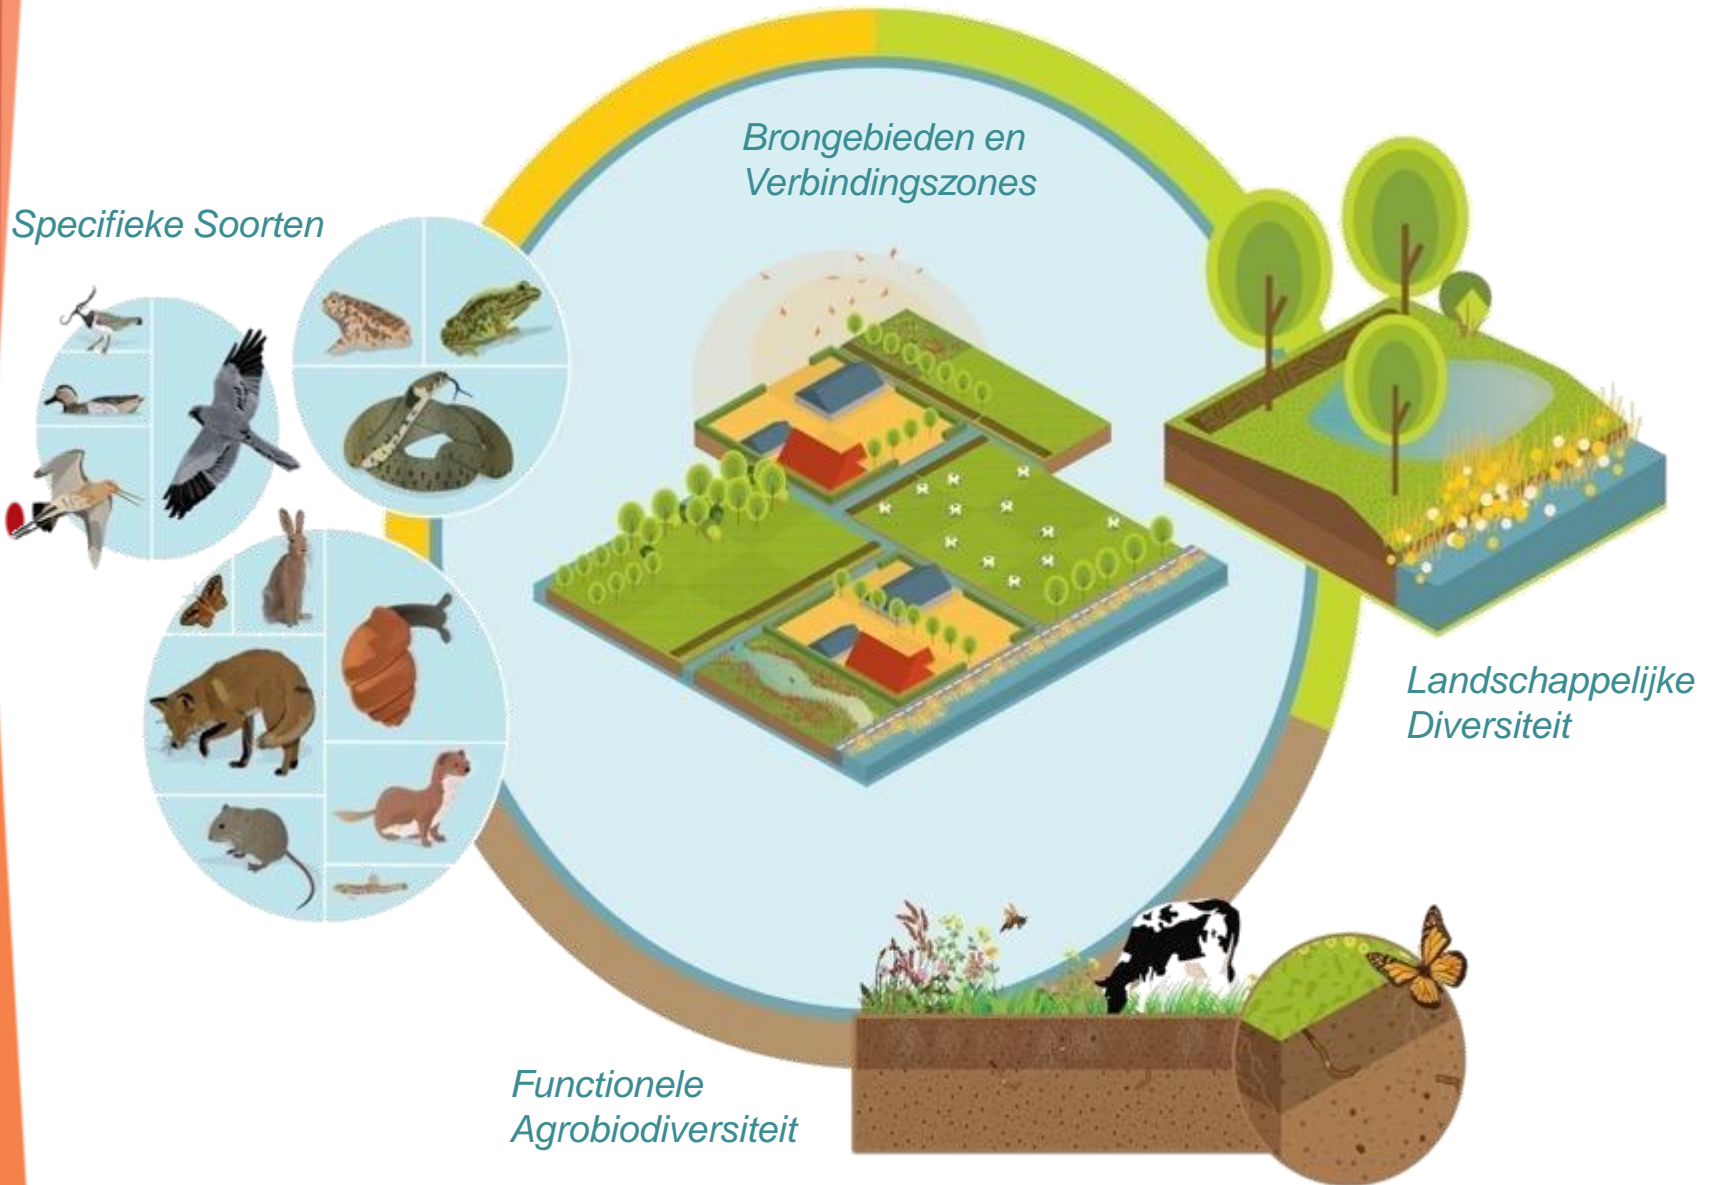 Brongebieden en
Verbindingszones
Specifieke Soorten
Landschappelijke
Diversiteit
Functionele
Agrobiodiversiteit